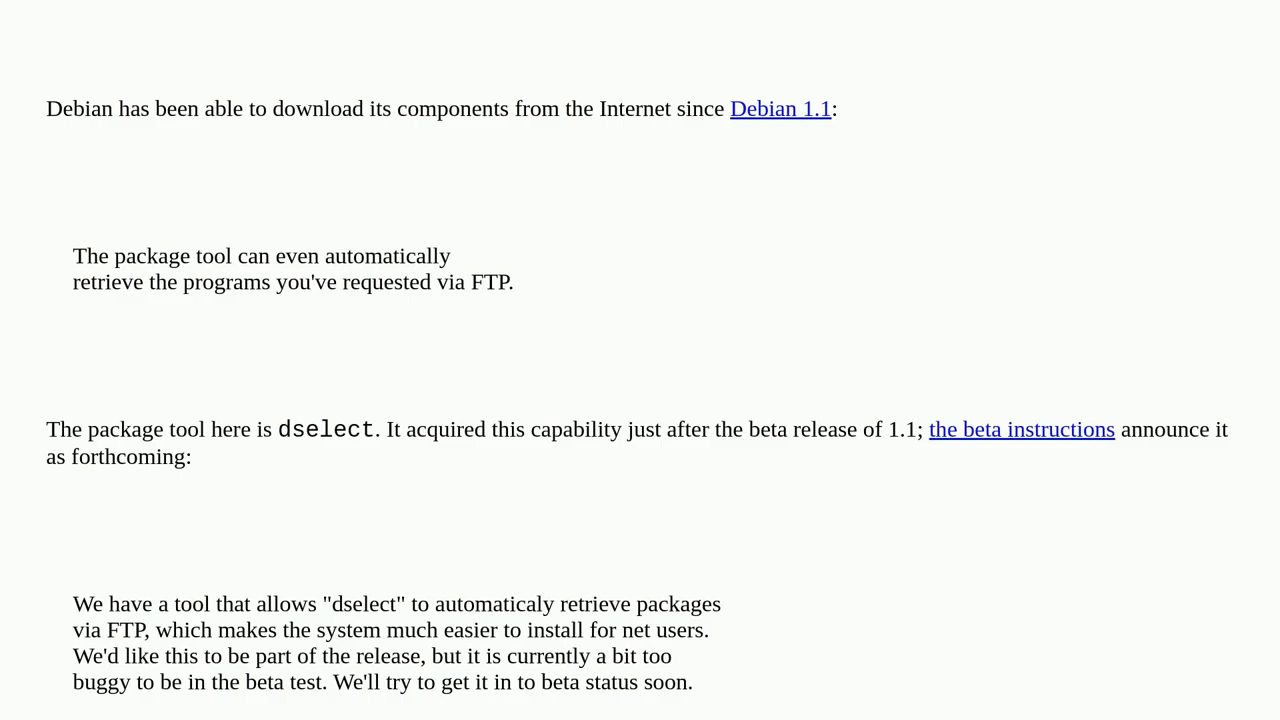 Debian has been able to download its components from the Internet since Debian 1.1:
The package tool can even automatically
retrieve the programs you've requested via FTP.
The package tool here is dselect. It acquired this capability just after the beta release of 1.1; the beta instructions announce it
as forthcoming:
We have a tool that allows "dselect" to automaticaly retrieve packages
via FTP, which makes the system much easier to install for net users.
We'd like this to be part of the release, but it is currently a bit too
buggy to be in the beta test. We'll try to get it in to beta status soon.